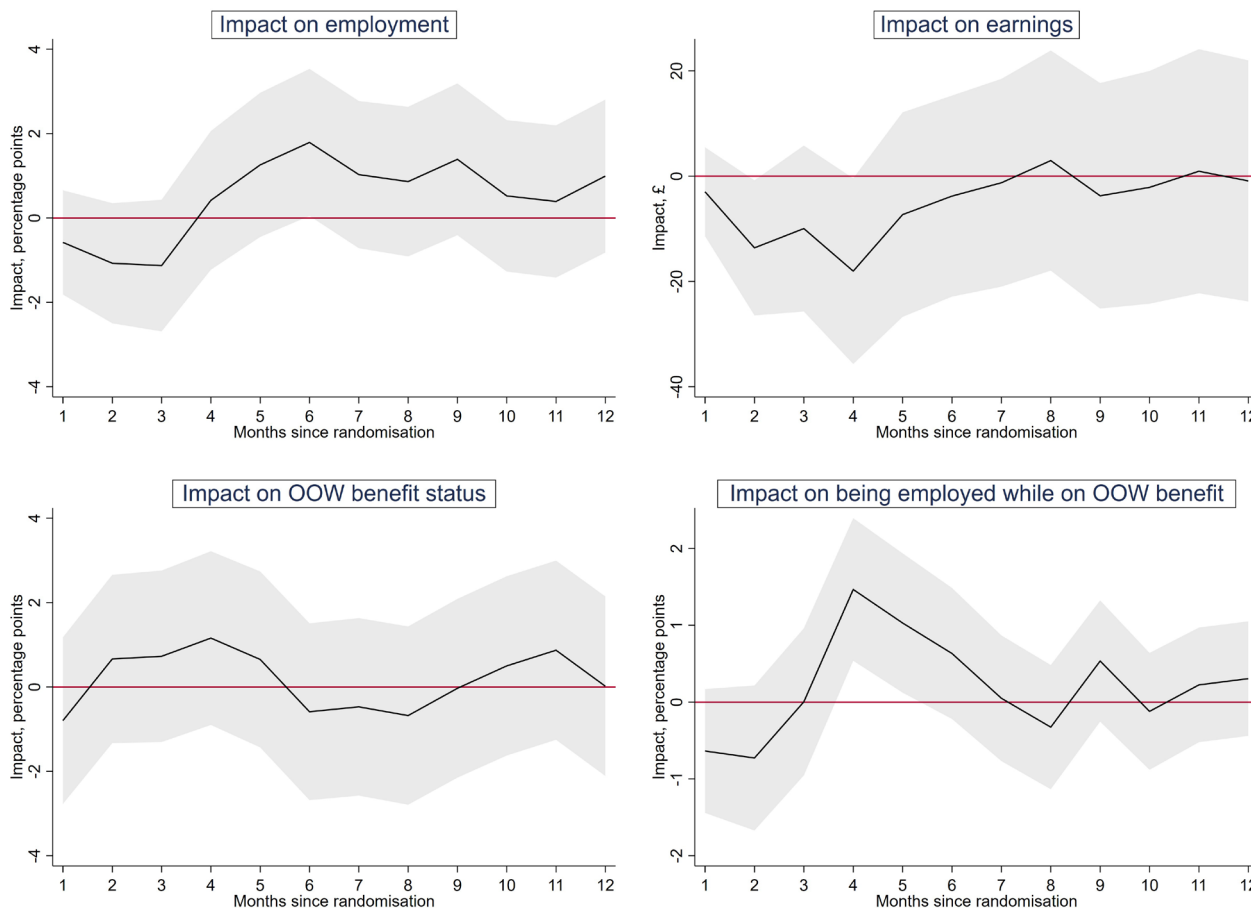 Impact on employment
Impact, percentage points
4
2
0
-2
-4
1 2 3 4 5 6 7 8 9 10 11 12
Months since randomisation
Impact on earnings
Impact, £
20
0
-20
-40
1 2 3 4 5 6 7 8 9 10 11 12
Months since randomisation
Impact on OOW benefit status
Impact, percentage points
4
2
0
-2
-4
1 2 3 4 5 6 7 8 9 10 11 12
Months since randomisation
Impact on being employed while on OOW benefit
Impact, percentage points
2
1
0
-1
-2
1 2 3 4 5 6 7 8 9 10 11 12
Months since randomisation